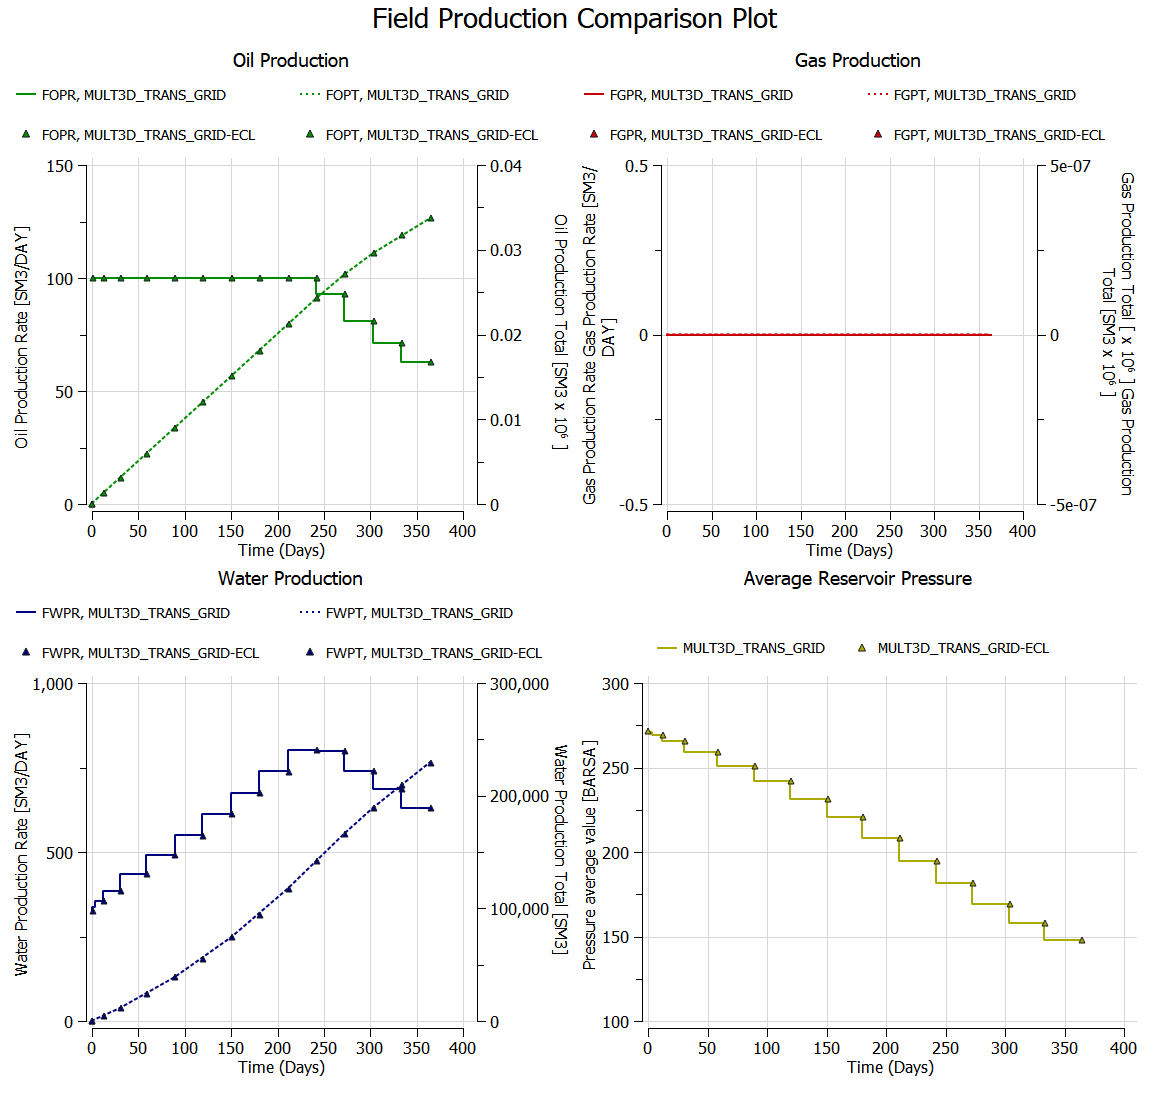 Field Production Comparison Plot
Oil Production
FOPR, MULT3D_TRANS_GRID
FOPT, MULT3D_TRANS_GRID
FOPR, MULT3D_TRANS_GRID-ECL
FOPT, MULT3D_TRANS_GRID-ECL
150
100
50
0
0.04
0.03
0.02
0.01
0
Oil Production Rate [SM3/DAY]
Oil Production Total [SM3 x 10⁶ ]
0 50 100 150 200 250 300 350 400
Time (Days)
Gas Production
FGPR, MULT3D_TRANS_GRID
FGPT, MULT3D_TRANS_GRID
FGPR, MULT3D_TRANS_GRID-ECL
FGPT, MULT3D_TRANS_GRID-ECL
0.5
0
-0.5
5e-07
0
-5e-07
Gas Production Rate Gas Production Rate [SM3/
DAY]
Gas Production Total [ x 10⁶ ] Gas Production
Total [SM3 x 10⁶ ]
0 50 100 150 200 250 300 350 400
Time (Days)
Water Production
FWPR, MULT3D_TRANS_GRID
FWPT, MULT3D_TRANS_GRID
FWPR, MULT3D_TRANS_GRID-ECL
FWPT, MULT3D_TRANS_GRID-ECL
1,000
500
0
300,000
200,000
100,000
0
Water Production Rate [SM3/DAY]
Water Production Total [SM3]
0 50 100 150 200 250 300 350 400
Time (Days)
Average Reservoir Pressure
MULT3D_TRANS_GRID
MULT3D_TRANS_GRID-ECL
300
250
200
150
100
Pressure average value [BARSA ]
0 50 100 150 200 250 300 350 400
Time (Days)